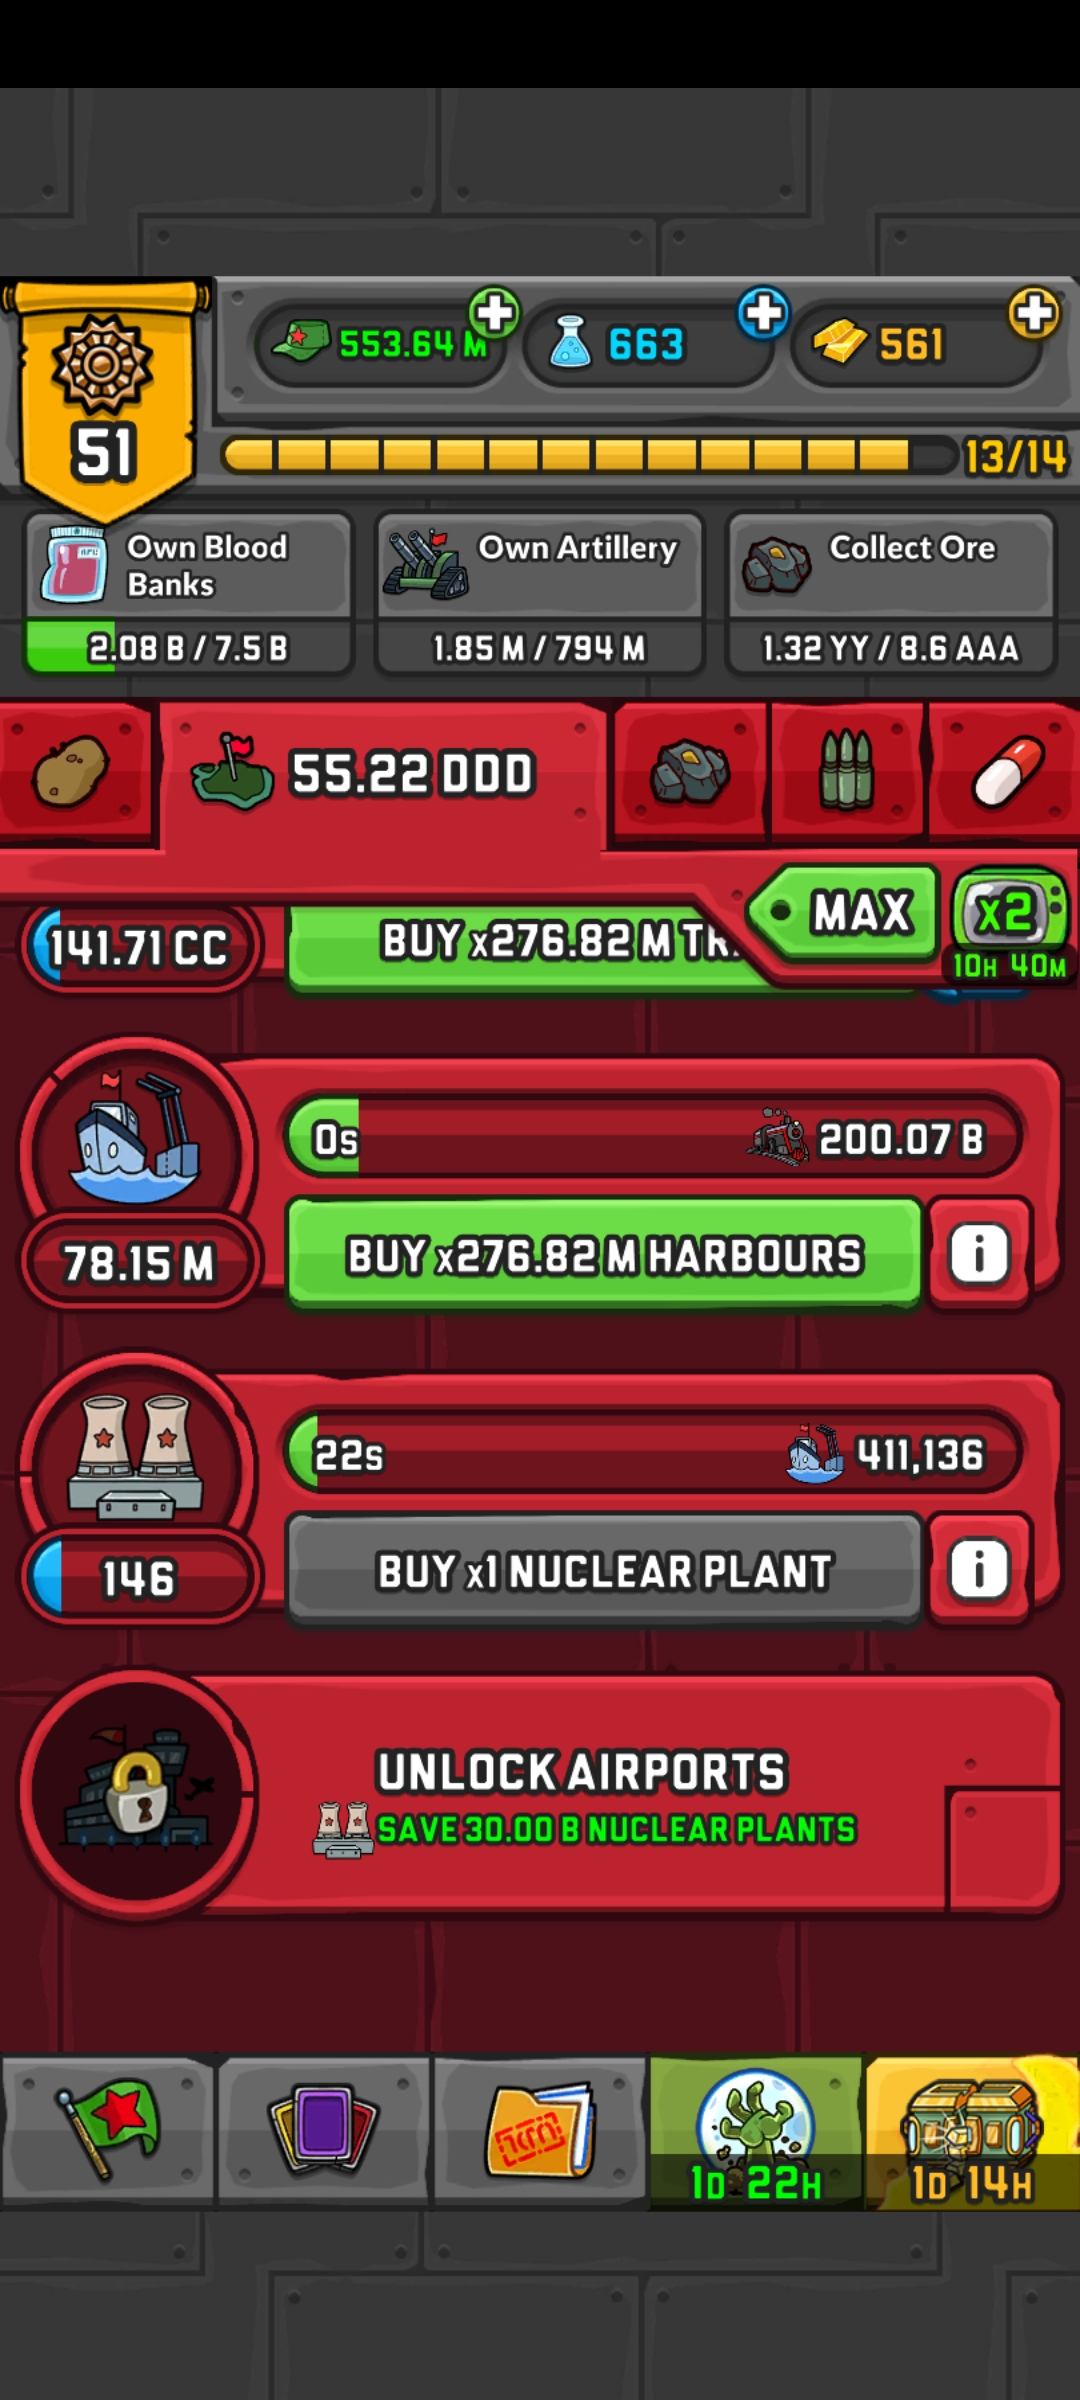 553.64 M
663
561
51
13/14
Own Blood
Banks
Own Artillery
Collect Ore
2.08 B / 7.5 B
1.85 M / 794 M
1.32 YY / 8.6 AAA
55.22 DDD
MAX
x2
10H 40M
141.71 CC
BUY x276.82 M
0s
200.07 B
78.15 M
BUY x276.82 M HARBOURS
i
22s
411,136
146
BUY x1 NUCLEAR PLANT
i
UNLOCK AIRPORTS
SAVE 30.00 B NUCLEAR PLANTS
1D 22H
1D 14H